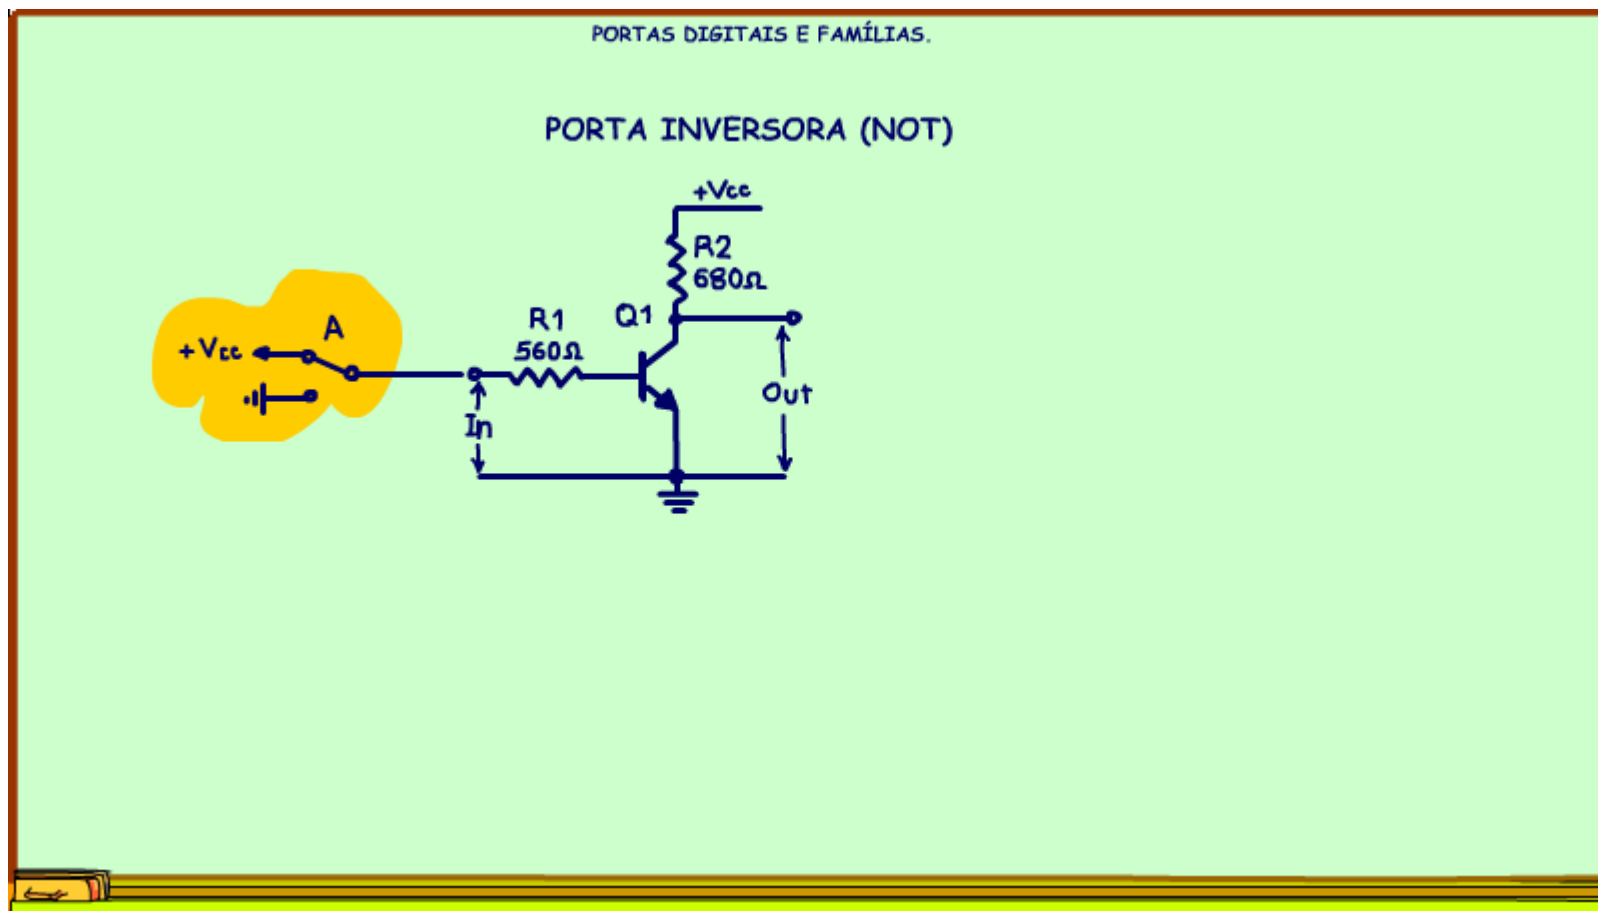 PORTAS DIGITAIS E FAMÍLIAS.
PORTA INVERSORA (NOT)
+Vcc
R2
680Ω
A
+Vcc
R1
560Ω
Q1
In
Out